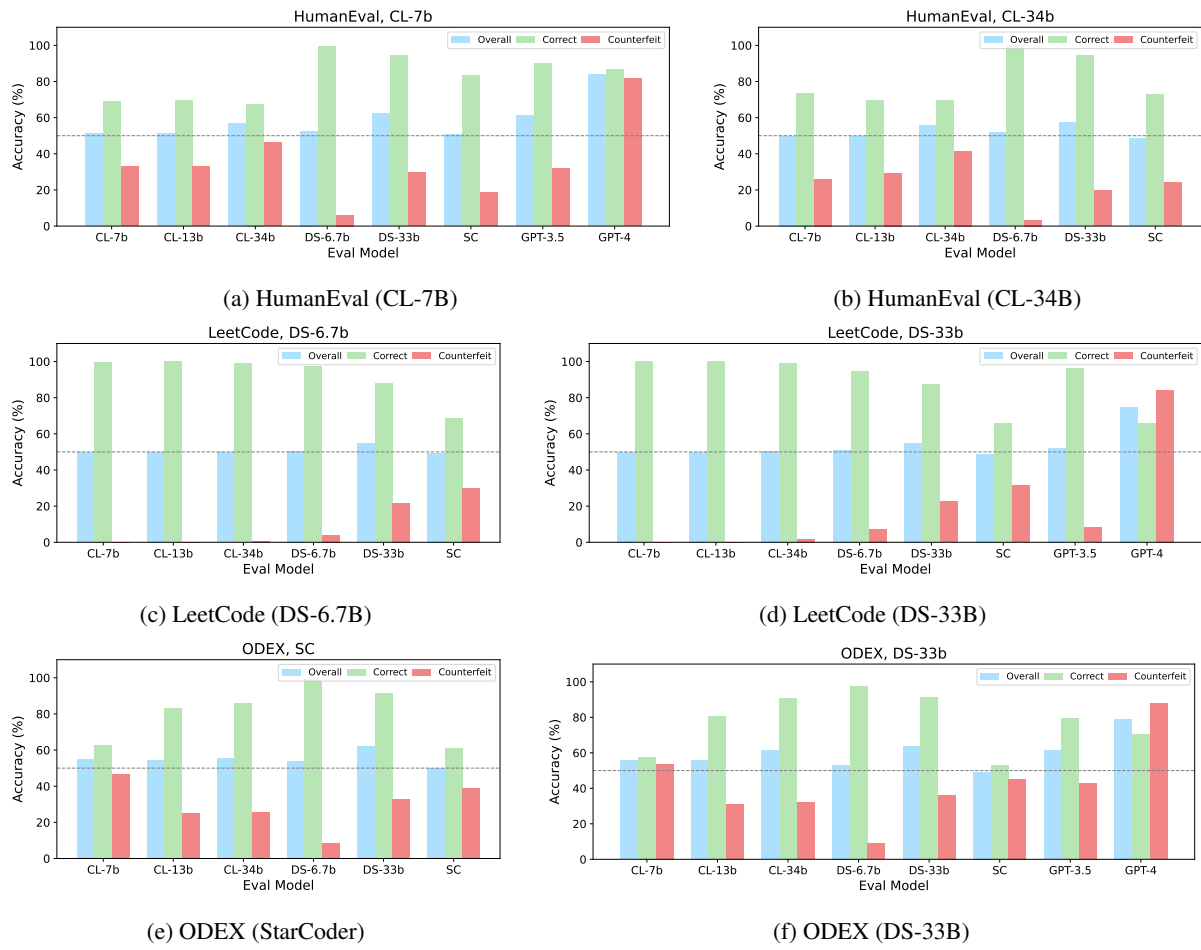 HumanEval, CL-7b
Overall Correct Counterfeit
Accuracy (%)
100
80
60
40
20
0
CL-7b CL-13b CL-34b DS-6.7b DS-33b SC GPT-3.5 GPT-4
Eval Model
(a) HumanEval (CL-7B)
HumanEval, CL-34b
Overall Correct Counterfeit
Accuracy (%)
100
80
60
40
20
0
CL-7b CL-13b CL-34b DS-6.7b DS-33b SC
Eval Model
(b) HumanEval (CL-34B)
LeetCode, DS-6.7b
Overall Correct Counterfeit
Accuracy (%)
100
80
60
40
20
0
CL-7b CL-13b CL-34b DS-6.7b DS-33b SC
Eval Model
(c) LeetCode (DS-6.7B)
LeetCode, DS-33b
Overall Correct Counterfeit
Accuracy (%)
100
80
60
40
20
0
CL-7b CL-13b CL-34b DS-6.7b DS-33b SC GPT-3.5 GPT-4
Eval Model
(d) LeetCode (DS-33B)
ODEX, SC
Overall Correct Counterfeit
Accuracy (%)
100
80
60
40
20
0
CL-7b CL-13b CL-34b DS-6.7b DS-33b SC
Eval Model
(e) ODEX (StarCoder)
ODEX, DS-33b
Overall Correct Counterfeit
Accuracy (%)
100
80
60
40
20
0
CL-7b CL-13b CL-34b DS-6.7b DS-33b SC GPT-3.5 GPT-4
Eval Model
(f) ODEX (DS-33B)